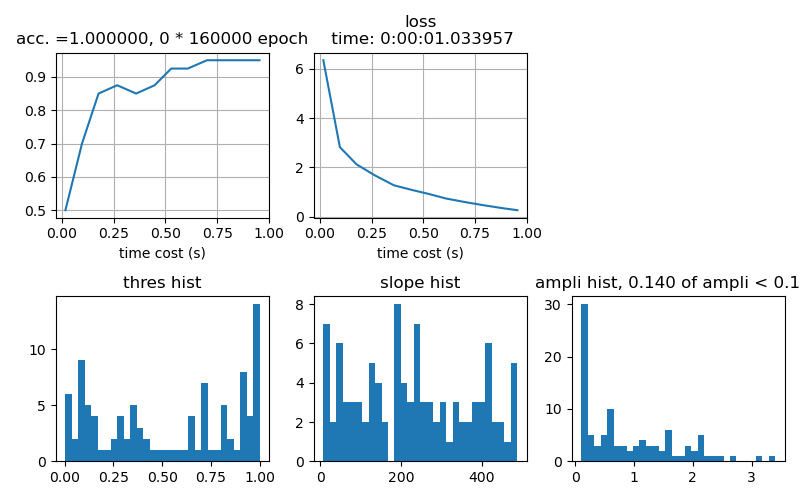 acc. =1.000000, 0 * 160000 epoch
loss
time: 0:00:01.033957
0.9
0.8
0.7
0.6
0.5
0.00 0.25 0.50 0.75 1.00
time cost (s)
6
4
2
0
0.00 0.25 0.50 0.75 1.00
time cost (s)
thres hist
10
5
0
0.00 0.25 0.50 0.75 1.00
slope hist
8
6
4
2
0
0 200 400
ampli hist, 0.140 of ampli < 0.1
30
20
10
0
0 1 2 3